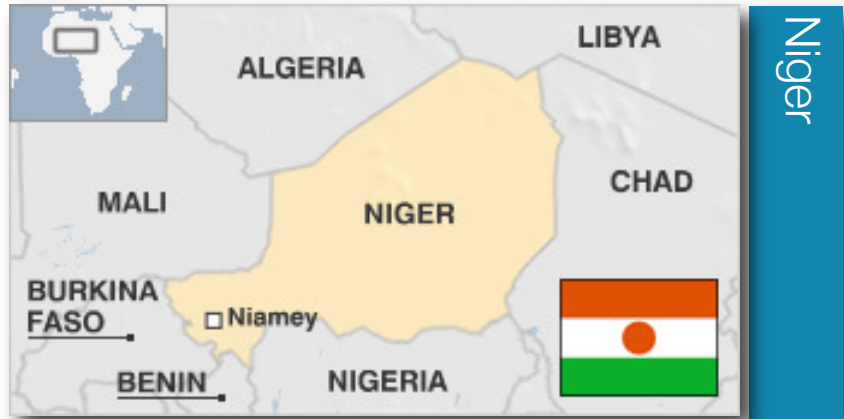 LIBYA
ALGERIA
CHAD
MALI
NIGER
BURKINA
FASO
Niamey
BENIN
NIGERIA
Niger